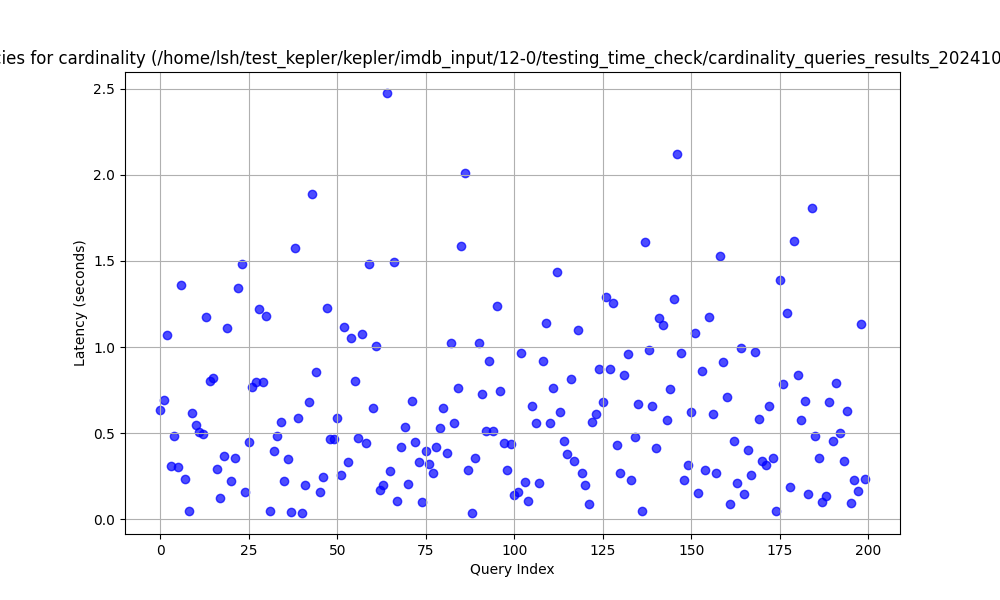 cies for cardinality (/home/lsh/test_kepler/kepler/imdb_input/12-0/testing_time_check/cardinality_queries_results_202410
2.5
2.0
1.5
1.0
0.5
0.0
Latency (seconds)
0 25 50 75 100 125 150 175 200
Query Index